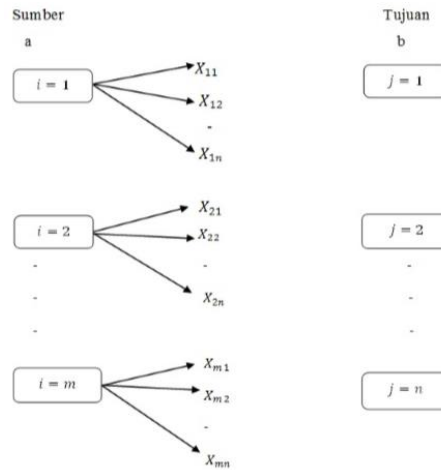 Sumber Tujuan
a b
i = 1 X₁₁ j = 1
X₁₂
-
X₁ₙ
i = 2 X₂₁ j = 2
X₂₂
- - -
- X₂ₙ -
- -
i = m Xₘ₁ j = n
Xₘ₂
-
Xₘₙ